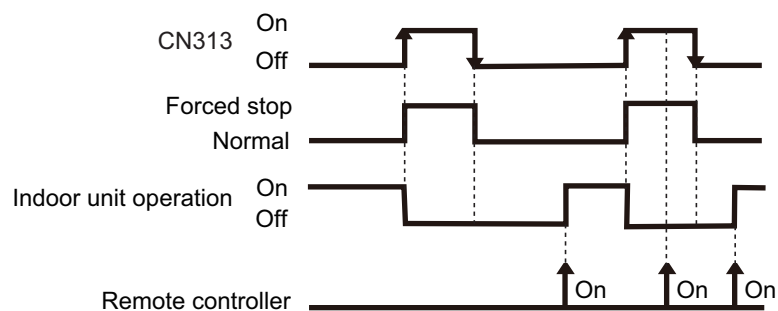 On
CN313
Off
Forced stop
Normal
On
Indoor unit operation
Off
On
On
On
Remote controller